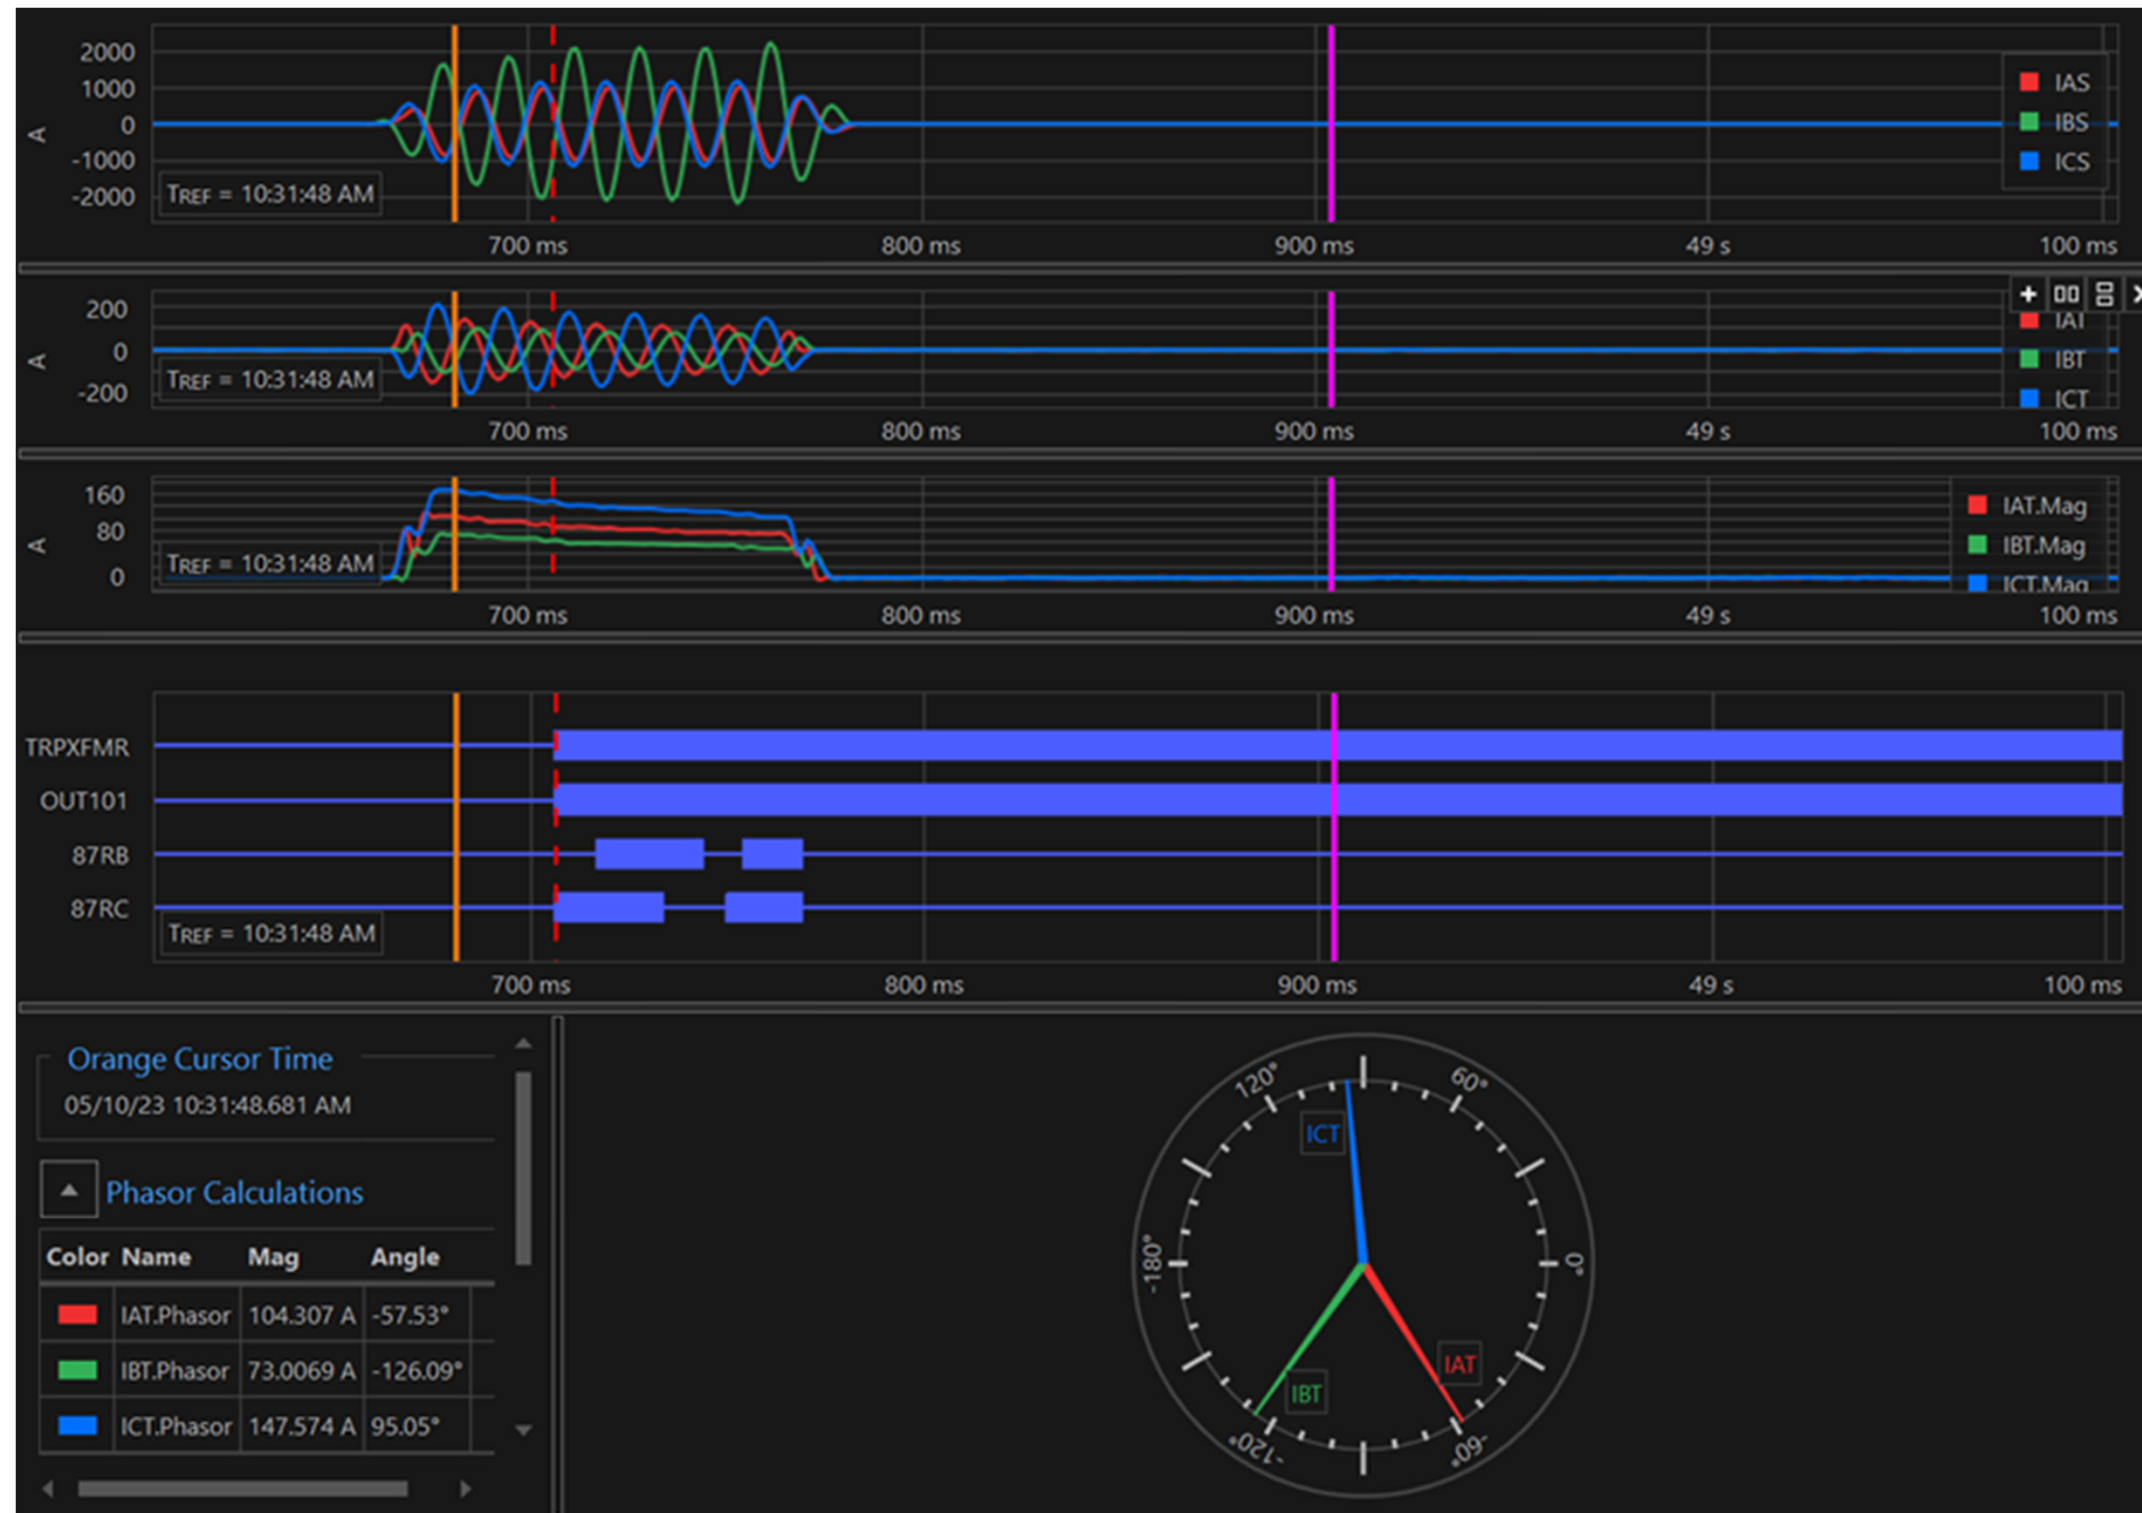 2000
1000
0
-1000
-2000
A
TREF = 10:31:48 AM
IAS
IBS
ICS
700 ms 800 ms 900 ms 49 s 100 ms
200
0
-200
A
TREF = 10:31:48 AM
IAT
IBT
ICT
700 ms 800 ms 900 ms 49 s 100 ms
160
80
0
A
TREF = 10:31:48 AM
IAT.Mag
IBT.Mag
ICT.Mag
700 ms 800 ms 900 ms 49 s 100 ms
TRPXFMR
OUT101
87RB
87RC
TREF = 10:31:48 AM
700 ms 800 ms 900 ms 49 s 100 ms
Orange Cursor Time
05/10/23 10:31:48.681 AM
Phasor Calculations
Color Name Mag Angle
IAT.Phasor 104.307 A -57.53°
IBT.Phasor 73.0069 A -126.09°
ICT.Phasor 147.574 A 95.05°
120° 60°
ICT
-180° 0°
IAT
IBT
-120° -60°